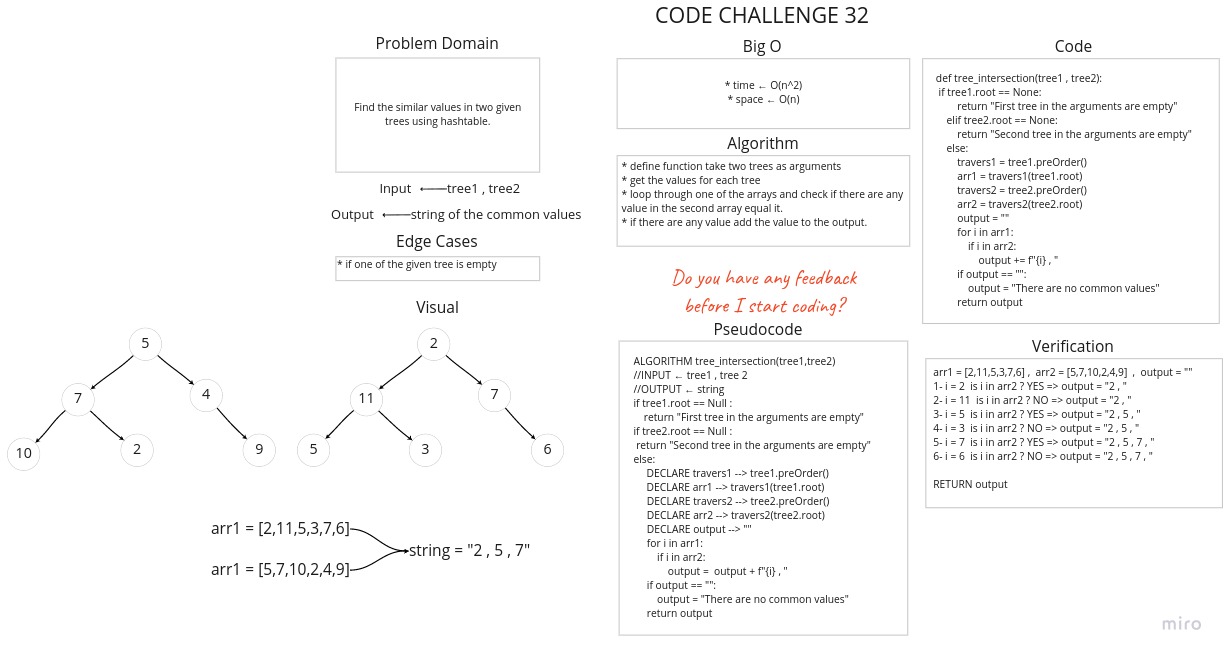 CODE CHALLENGE 32
Problem Domain
Find the similar values in two given
trees using hashtable.
Input ← tree1 , tree2
Output ← string of the common values
Edge Cases
* if one of the given tree is empty
Visual
5
7
4
10
2
9
2
11
7
5
3
6
arr1 = [2,11,5,3,7,6]
arr1 = [5,7,10,2,4,9]
string = "2 , 5 , 7"
Big O
* time ← O(n^2)
* space ← O(n)
Algorithm
* define function take two trees as arguments
* get the values for each tree
* loop through one of the arrays and check if there are any
value in the second array equal it.
* if there are any value add the value to the output.
Do you have any feedback
before I start coding?
Pseudocode
ALGORITHM tree_intersection(tree1,tree2)
//INPUT ← tree1 , tree 2
//OUTPUT ← string
if tree1.root == Null :
return "First tree in the arguments are empty"
if tree2.root == Null :
return "Second tree in the arguments are empty"
else:
DECLARE travers1 --> tree1.preOrder()
DECLARE arr1 --> travers1(tree1.root)
DECLARE travers2 --> tree2.preOrder()
DECLARE arr2 --> travers2(tree2.root)
DECLARE output --> ""
for i in arr1:
if i in arr2:
output = output + f"{i} , "
if output == "":
output = "There are no common values"
return output
Code
def tree_intersection(tree1 , tree2):
if tree1.root == None:
return "First tree in the arguments are empty"
elif tree2.root == None:
return "Second tree in the arguments are empty"
else:
travers1 = tree1.preOrder()
arr1 = travers1(tree1.root)
travers2 = tree2.preOrder()
arr2 = travers2(tree2.root)
output = ""
for i in arr1:
if i in arr2:
output += f"{i} , "
if output == "":
output = "There are no common values"
return output
Verification
arr1 = [2,11,5,3,7,6] , arr2 = [5,7,10,2,4,9] , output = ""
1- i = 2 is i in arr2 ? YES => output = "2 , "
2- i = 11 is i in arr2 ? NO => output = "2 , "
3- i = 5 is i in arr2 ? YES => output = "2 , 5 , "
4- i = 3 is i in arr2 ? NO => output = "2 , 5 , "
5- i = 7 is i in arr2 ? YES => output = "2 , 5 , 7 , "
6- i = 6 is i in arr2 ? NO => output = "2 , 5 , 7 , "
RETURN output
miro